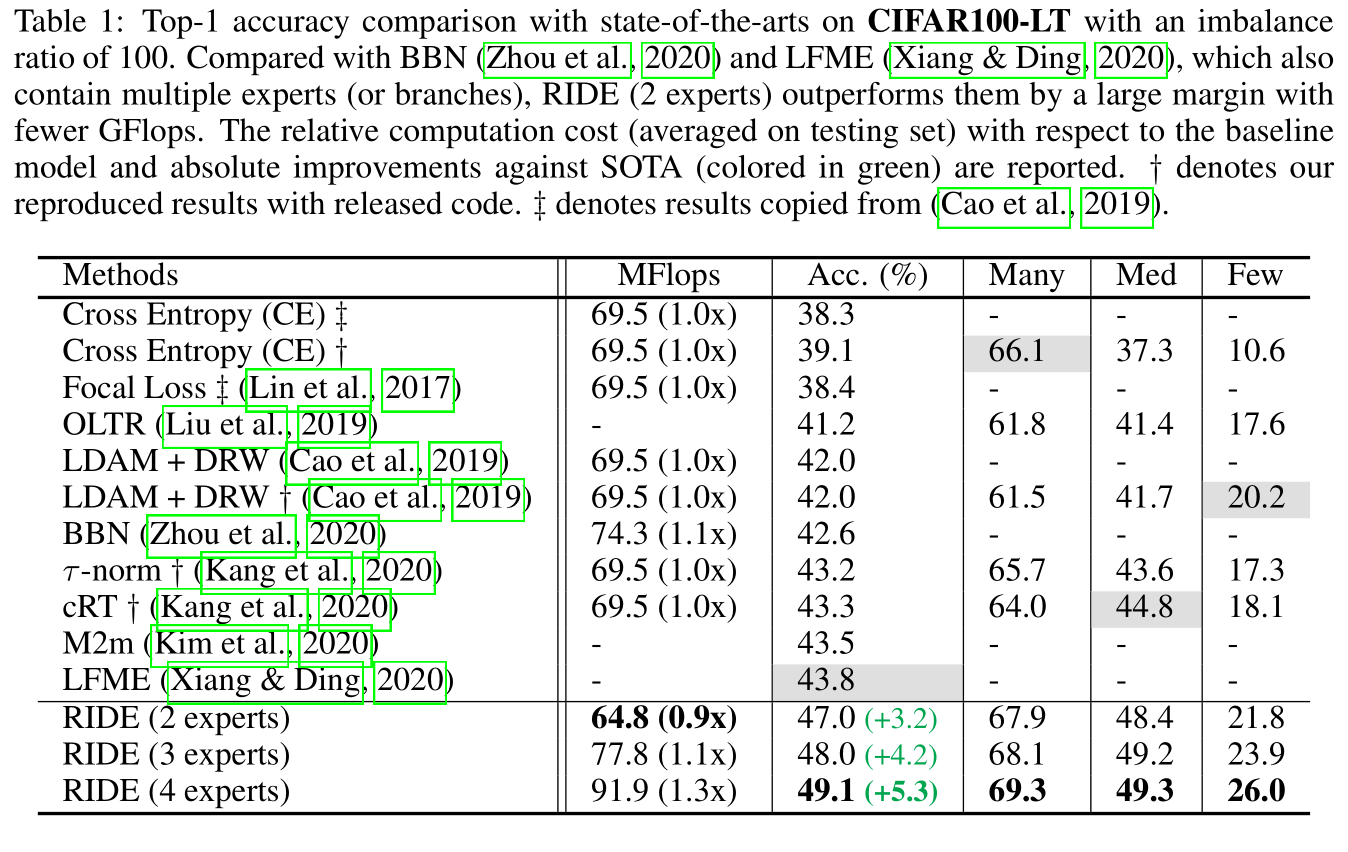 Table 1: Top-1 accuracy comparison with state-of-the-arts on CIFAR100-LT with an imbalance
ratio of 100. Compared with BBN (Zhou et al., 2020) and LFME (Xiang & Ding, 2020), which also
contain multiple experts (or branches), RIDE (2 experts) outperforms them by a large margin with
fewer GFlops. The relative computation cost (averaged on testing set) with respect to the baseline
model and absolute improvements against SOTA (colored in green) are reported. † denotes our
reproduced results with released code. ‡ denotes results copied from (Cao et al., 2019).
Methods MFlops Acc. (%) Many Med Few
Cross Entropy (CE) ‡ 69.5 (1.0x) 38.3 - - -
Cross Entropy (CE) † 69.5 (1.0x) 39.1 66.1 37.3 10.6
Focal Loss ‡ (Lin et al., 2017) 69.5 (1.0x) 38.4 - - -
OLTR (Liu et al., 2019) - 41.2 61.8 41.4 17.6
LDAM + DRW (Cao et al., 2019) 69.5 (1.0x) 42.0 - - -
LDAM + DRW † (Cao et al., 2019) 69.5 (1.0x) 42.0 61.5 41.7 20.2
BBN (Zhou et al., 2020) 74.3 (1.1x) 42.6 - - -
τ-norm † (Kang et al., 2020) 69.5 (1.0x) 43.2 65.7 43.6 17.3
cRT † (Kang et al., 2020) 69.5 (1.0x) 43.3 64.0 44.8 18.1
M2m (Kim et al., 2020) - 43.5 - - -
LFME (Xiang & Ding, 2020) - 43.8 - - -
RIDE (2 experts) 64.8 (0.9x) 47.0 (+3.2) 67.9 48.4 21.8
RIDE (3 experts) 77.8 (1.1x) 48.0 (+4.2) 68.1 49.2 23.9
RIDE (4 experts) 91.9 (1.3x) 49.1 (+5.3) 69.3 49.3 26.0